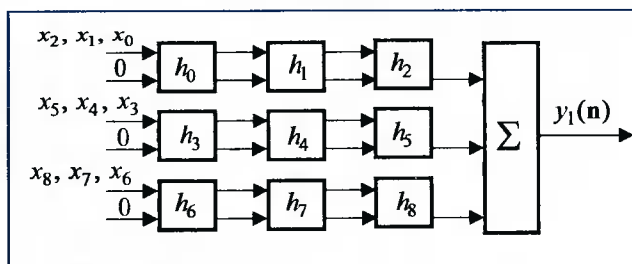 x₂, x₁, x₀
0
h₀ h₁ h₂
x₅, x₄, x₃
0
h₃ h₄ h₅
Σ
y₁(n)
x₈, x₇, x₆
0
h₆ h₇ h₈